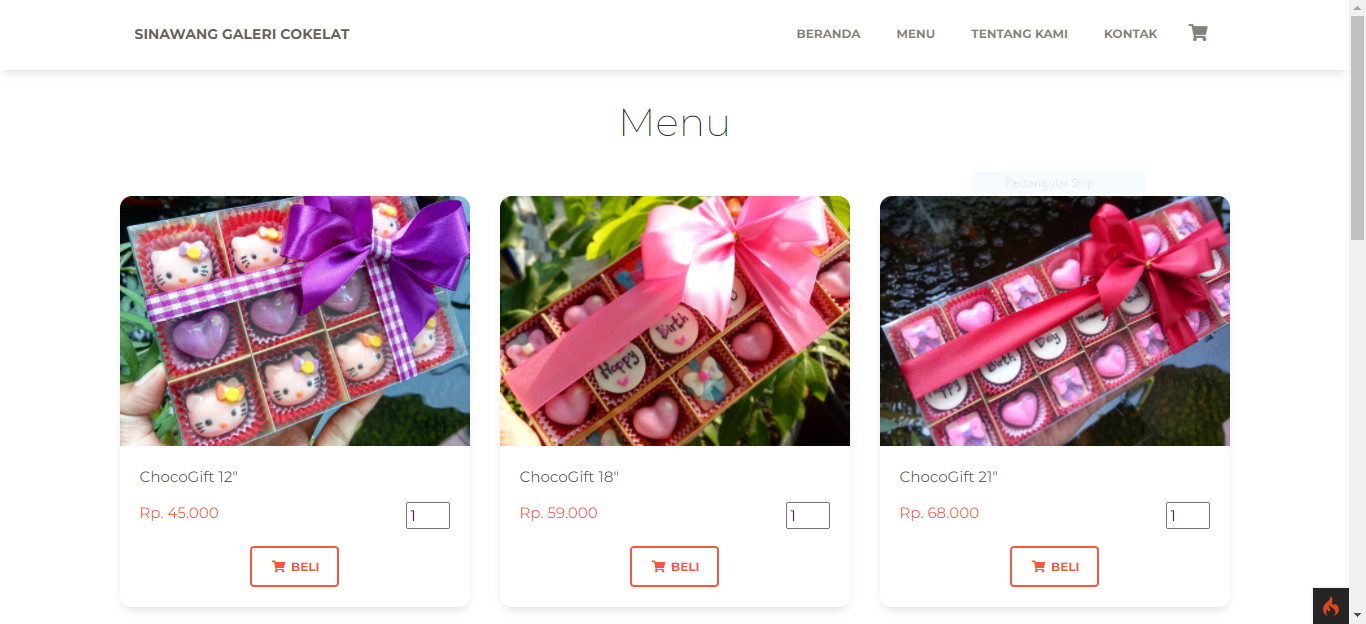 SINAWANG GALERI COKELAT
BERANDA MENU TENTANG KAMI KONTAK
Menu
Rectangular Snip
Happy
Birth
Birth
Day
ChocoGift 12"
ChocoGift 18"
ChocoGift 21"
Rp. 45.000
1
Rp. 59.000
1
Rp. 68.000
1
BELI
BELI
BELI